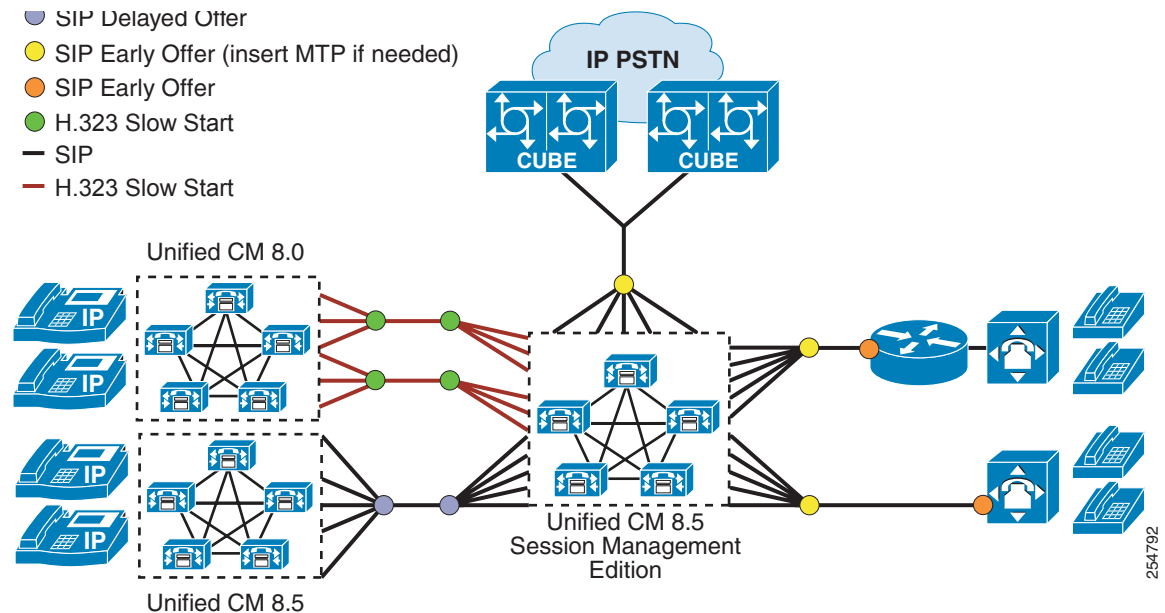 SIP Delayed Offer
SIP Early Offer (insert MTP if needed)
SIP Early Offer
H.323 Slow Start
SIP
H.323 Slow Start
IP PSTN
CUBE
CUBE
Unified CM 8.0
IP
IP
IP
IP
Unified CM 8.5
Session Management
Edition
Unified CM 8.5
254792